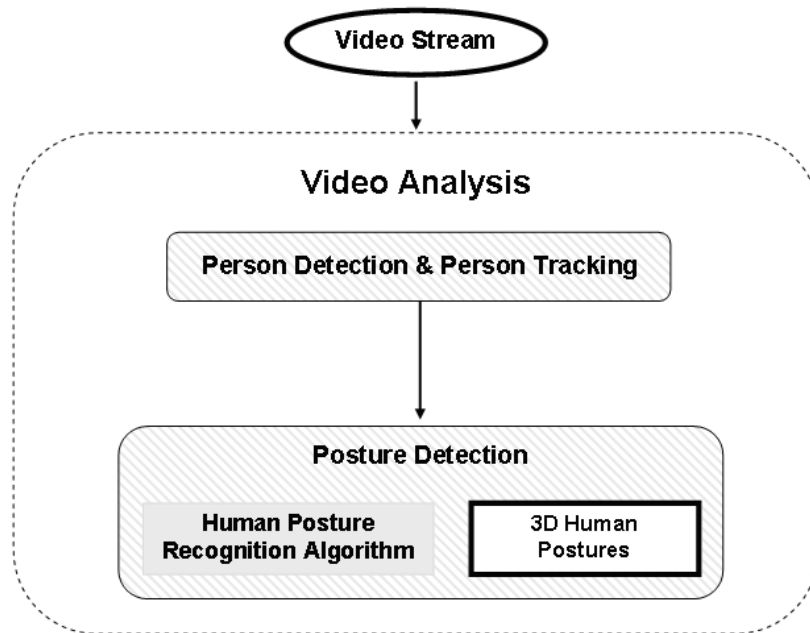 Video Stream
Video Analysis
Person Detection & Person Tracking
Posture Detection
Human Posture
Recognition Algorithm
3D Human
Postures